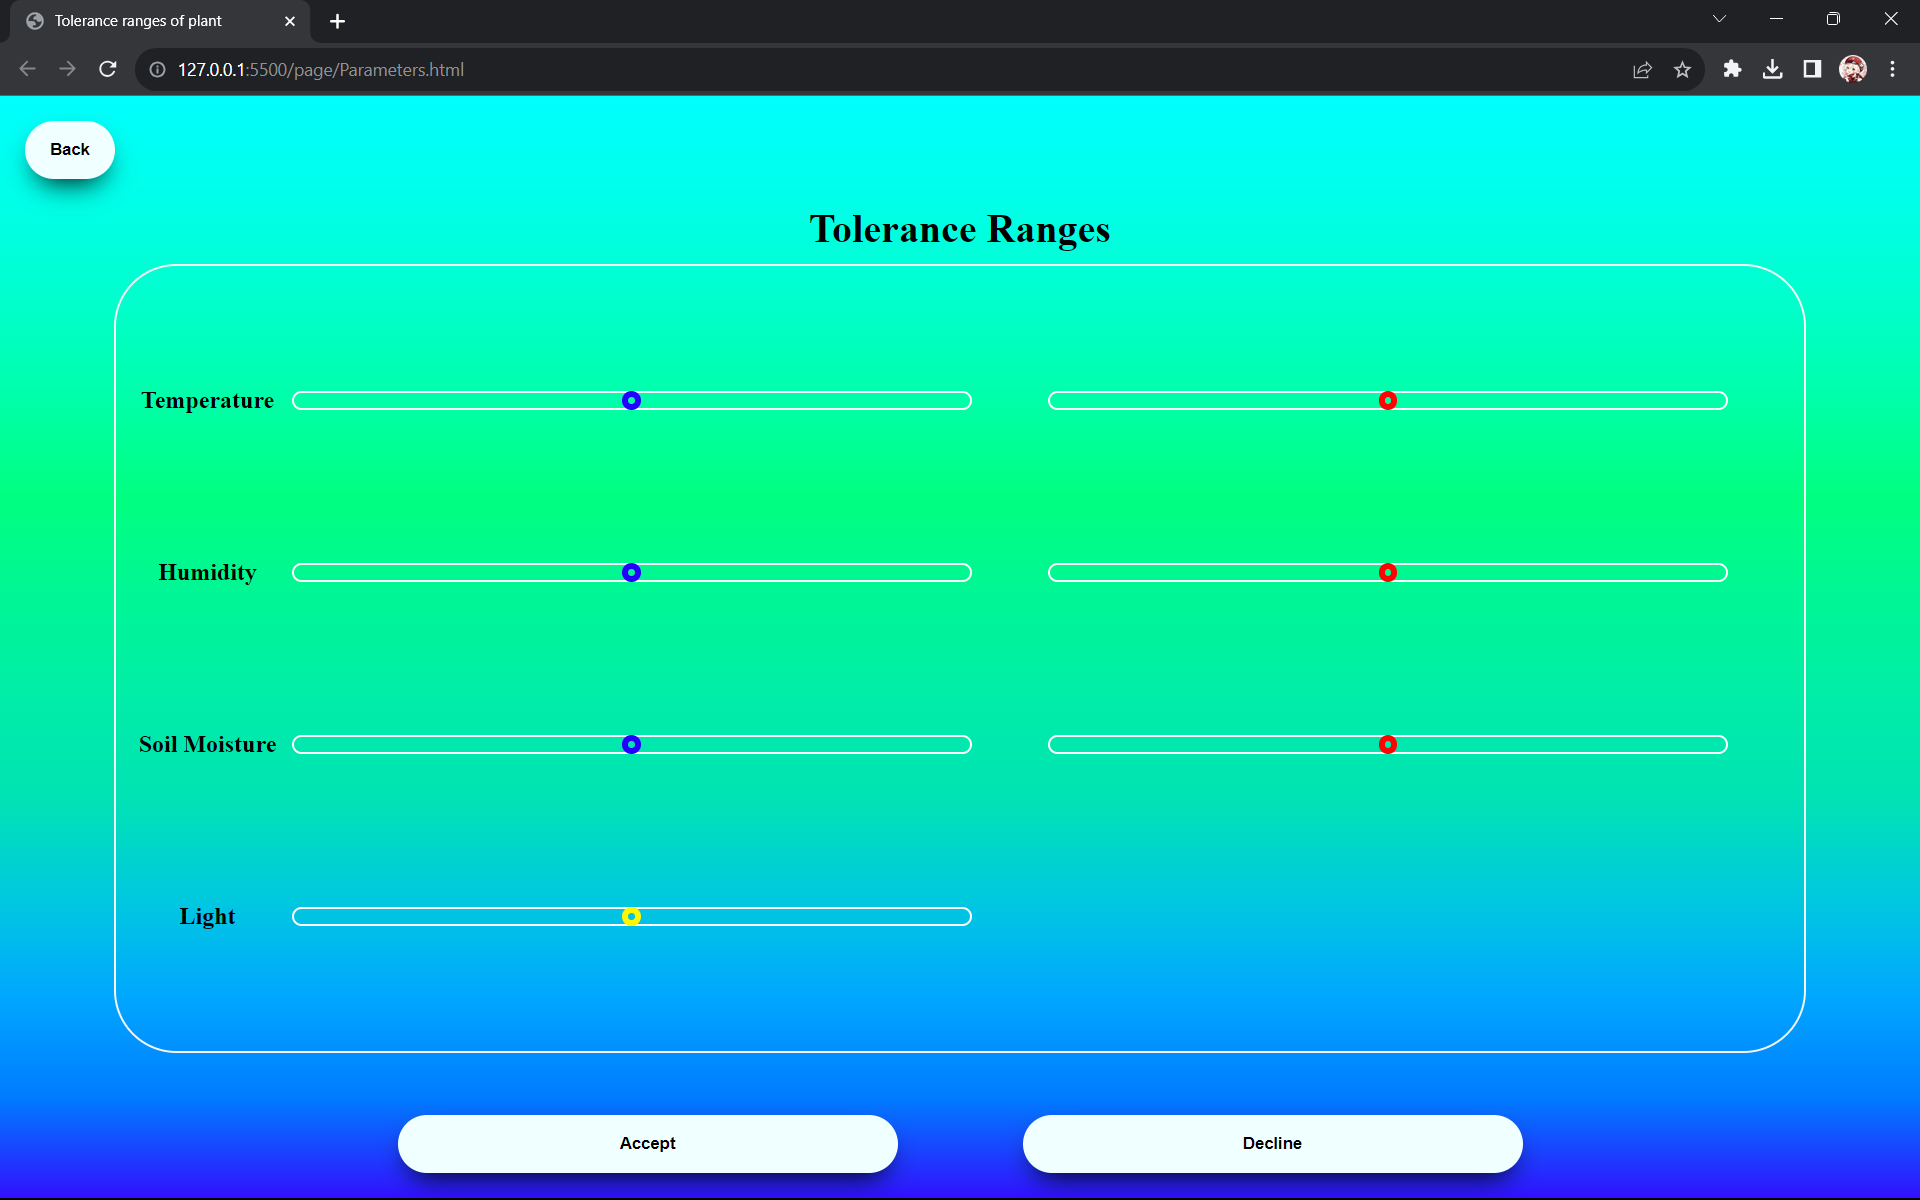 Tolerance ranges of plant
127.0.0.1:5500/page/Parameters.html
Back
Tolerance Ranges
Temperature
Humidity
Soil Moisture
Light
Accept
Decline